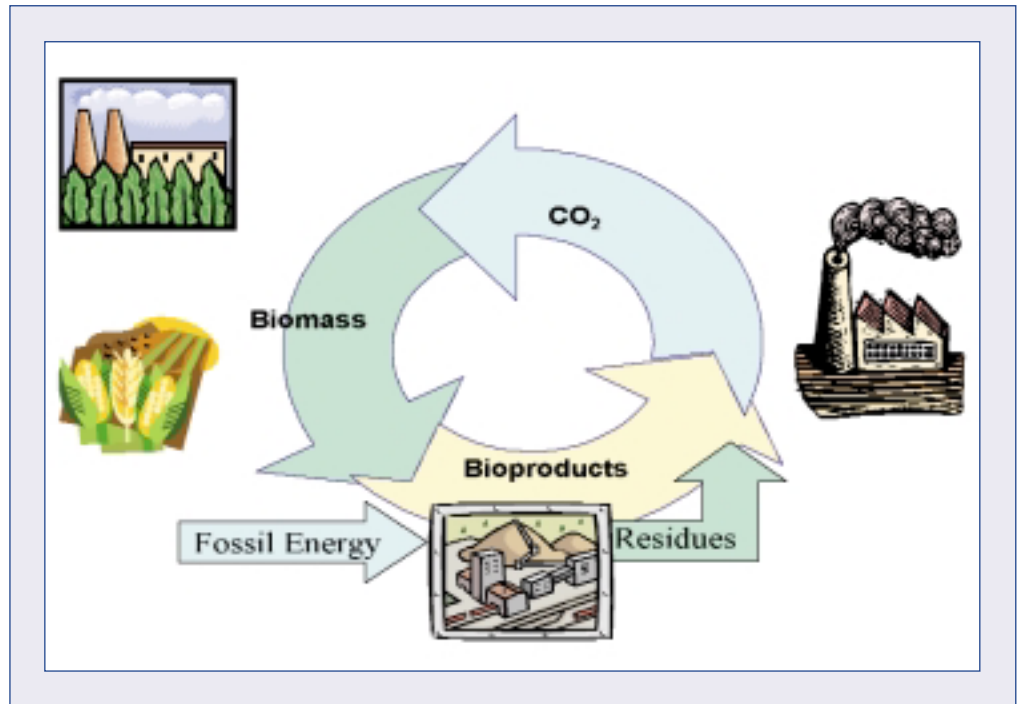 CO₂
Biomass
Bioproducts
Fossil Energy
Residues